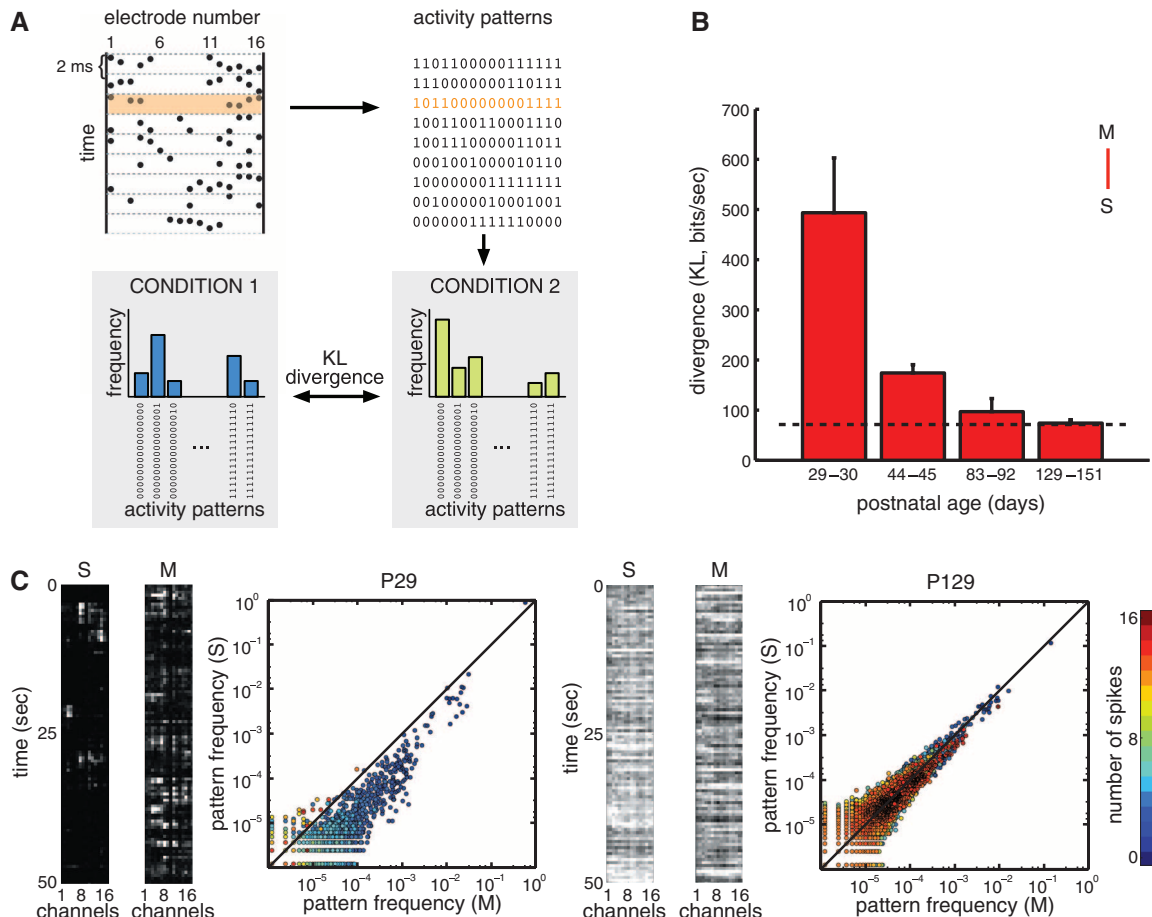 A
electrode number
1 6 11 16
2 ms
time
activity patterns
1101100000111111
1110000000110111
1011000000001111
1001100110001110
1001110000011011
0001001000010110
1000000011111111
0010000010001001
0000001111110000
CONDITION 1
frequency
0000000000000000
0000000000000001
0000000000000010
...
1111111111111110
1111111111111111
activity patterns
KL
divergence
CONDITION 2
frequency
0000000000000000
0000000000000001
0000000000000010
...
1111111111111110
1111111111111111
activity patterns
B
divergence (KL, bits/sec)
700
600
500
400
300
200
100
0
29–30 44–45 83–92 129–151
postnatal age (days)
M
S
C
S M
time (sec)
0
25
50
1 8 16 1 8 16
channels channels
P29
pattern frequency (S)
10^0
10^-1
10^-2
10^-3
10^-4
10^-5
10^-5 10^-4 10^-3 10^-2 10^-1 10^0
pattern frequency (M)
S M
time (sec)
0
25
50
1 8 16 1 8 16
channels channels
P129
pattern frequency (S)
10^0
10^-1
10^-2
10^-3
10^-4
10^-5
10^-5 10^-4 10^-3 10^-2 10^-1 10^0
pattern frequency (M)
number of spikes
16
8
0